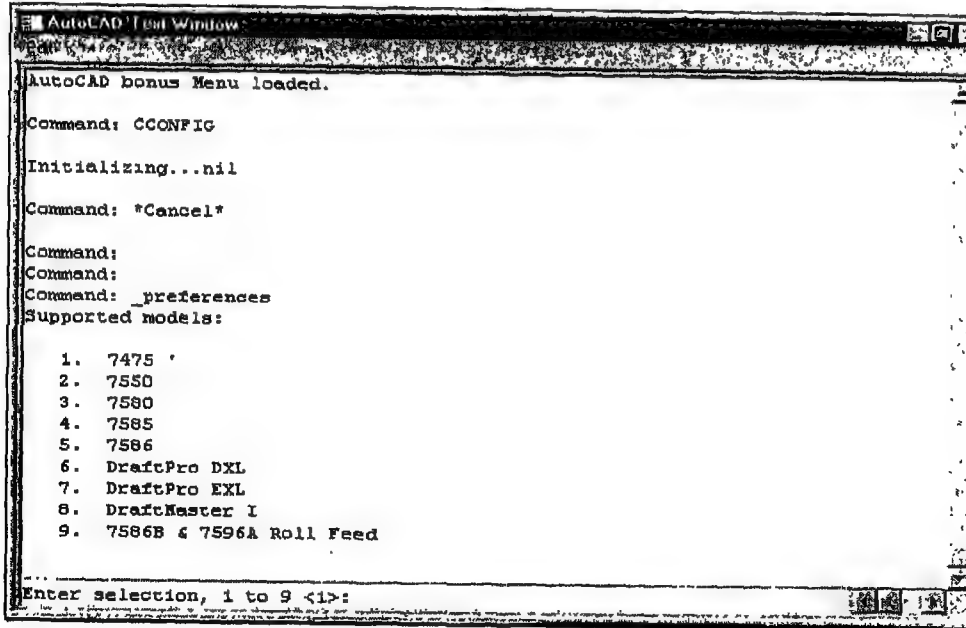 AutoCAD Text Window
Edit
AutoCAD bonus Menu loaded.
Command: CCONFIG
Initializing...nil
Command: *Cancel*
Command:
Command:
Command: _preferences
Supported models:
1. 7475 '
2. 7550
3. 7580
4. 7585
5. 7586
6. DraftPro DXL
7. DraftPro EXL
8. DraftMaster I
9. 7586B & 7596A Roll Feed
Enter selection, 1 to 9 <1>: